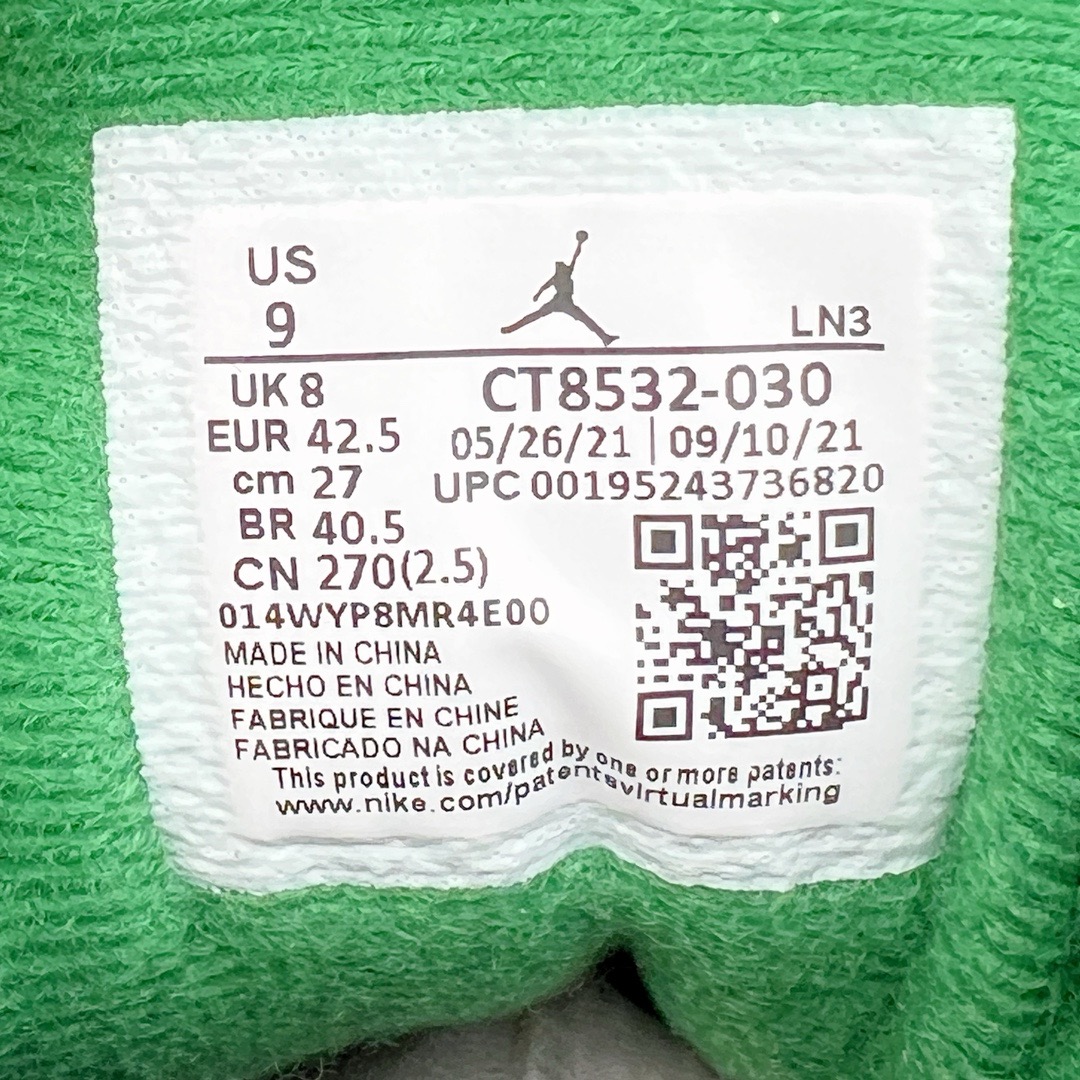 US
9
LN3
UK 8
CT8532-030
EUR 42.5
05/26/21 | 09/10/21
cm 27
UPC 00195243736820
BR 40.5
CN 270(2.5)
014WYP8MR4E00
MADE IN CHINA
HECHO EN CHINA
FABRIQUE EN CHINE
FABRICADO NA CHINA
This product is covered by one or more patents:
www.nike.com/patentsvirtualmarking